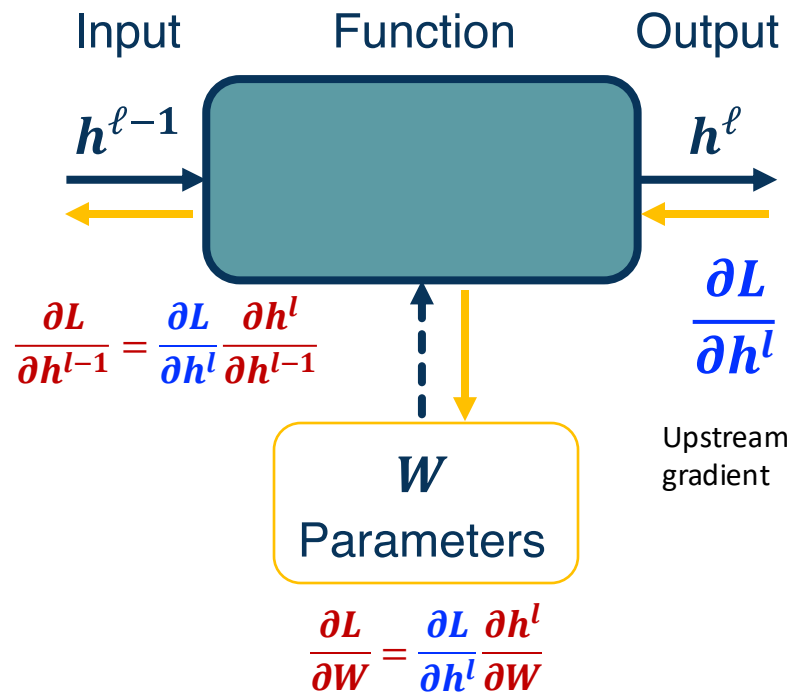 Input Function Output
h^{ℓ−1} h^ℓ
∂L/∂h^{l−1} = ∂L/∂h^l ∂h^l/∂h^{l−1}
∂L/∂h^l
Upstream
gradient
W
Parameters
∂L/∂W = ∂L/∂h^l ∂h^l/∂W